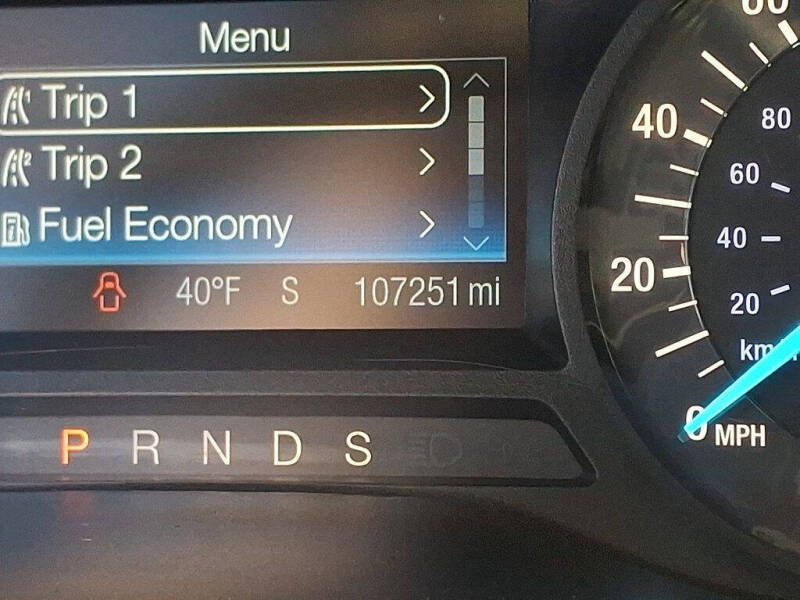 Menu
Trip 1
Trip 2
Fuel Economy
40°F S 107251 mi
P R N D S
60
40
20
0 MPH
80
60
40
20
km/h